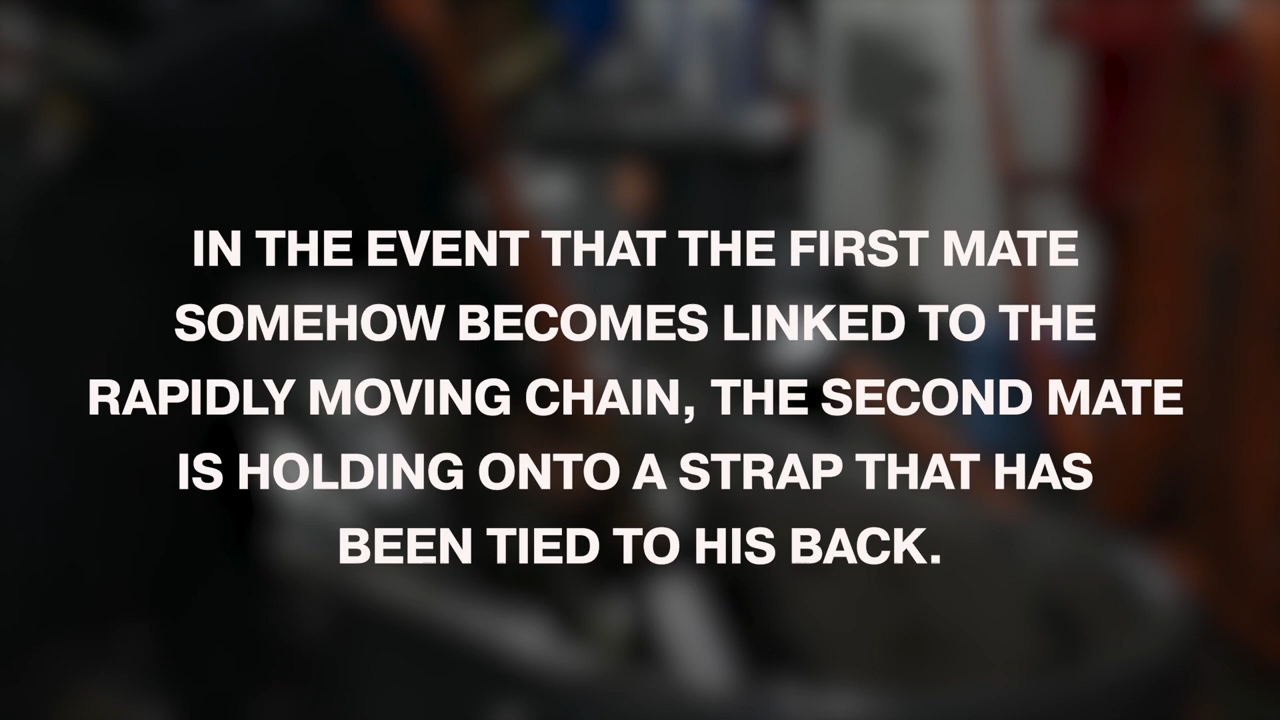 IN THE EVENT THAT THE FIRST MATE
SOMEHOW BECOMES LINKED TO THE
RAPIDLY MOVING CHAIN, THE SECOND MATE
IS HOLDING ONTO A STRAP THAT HAS
BEEN TIED TO HIS BACK.